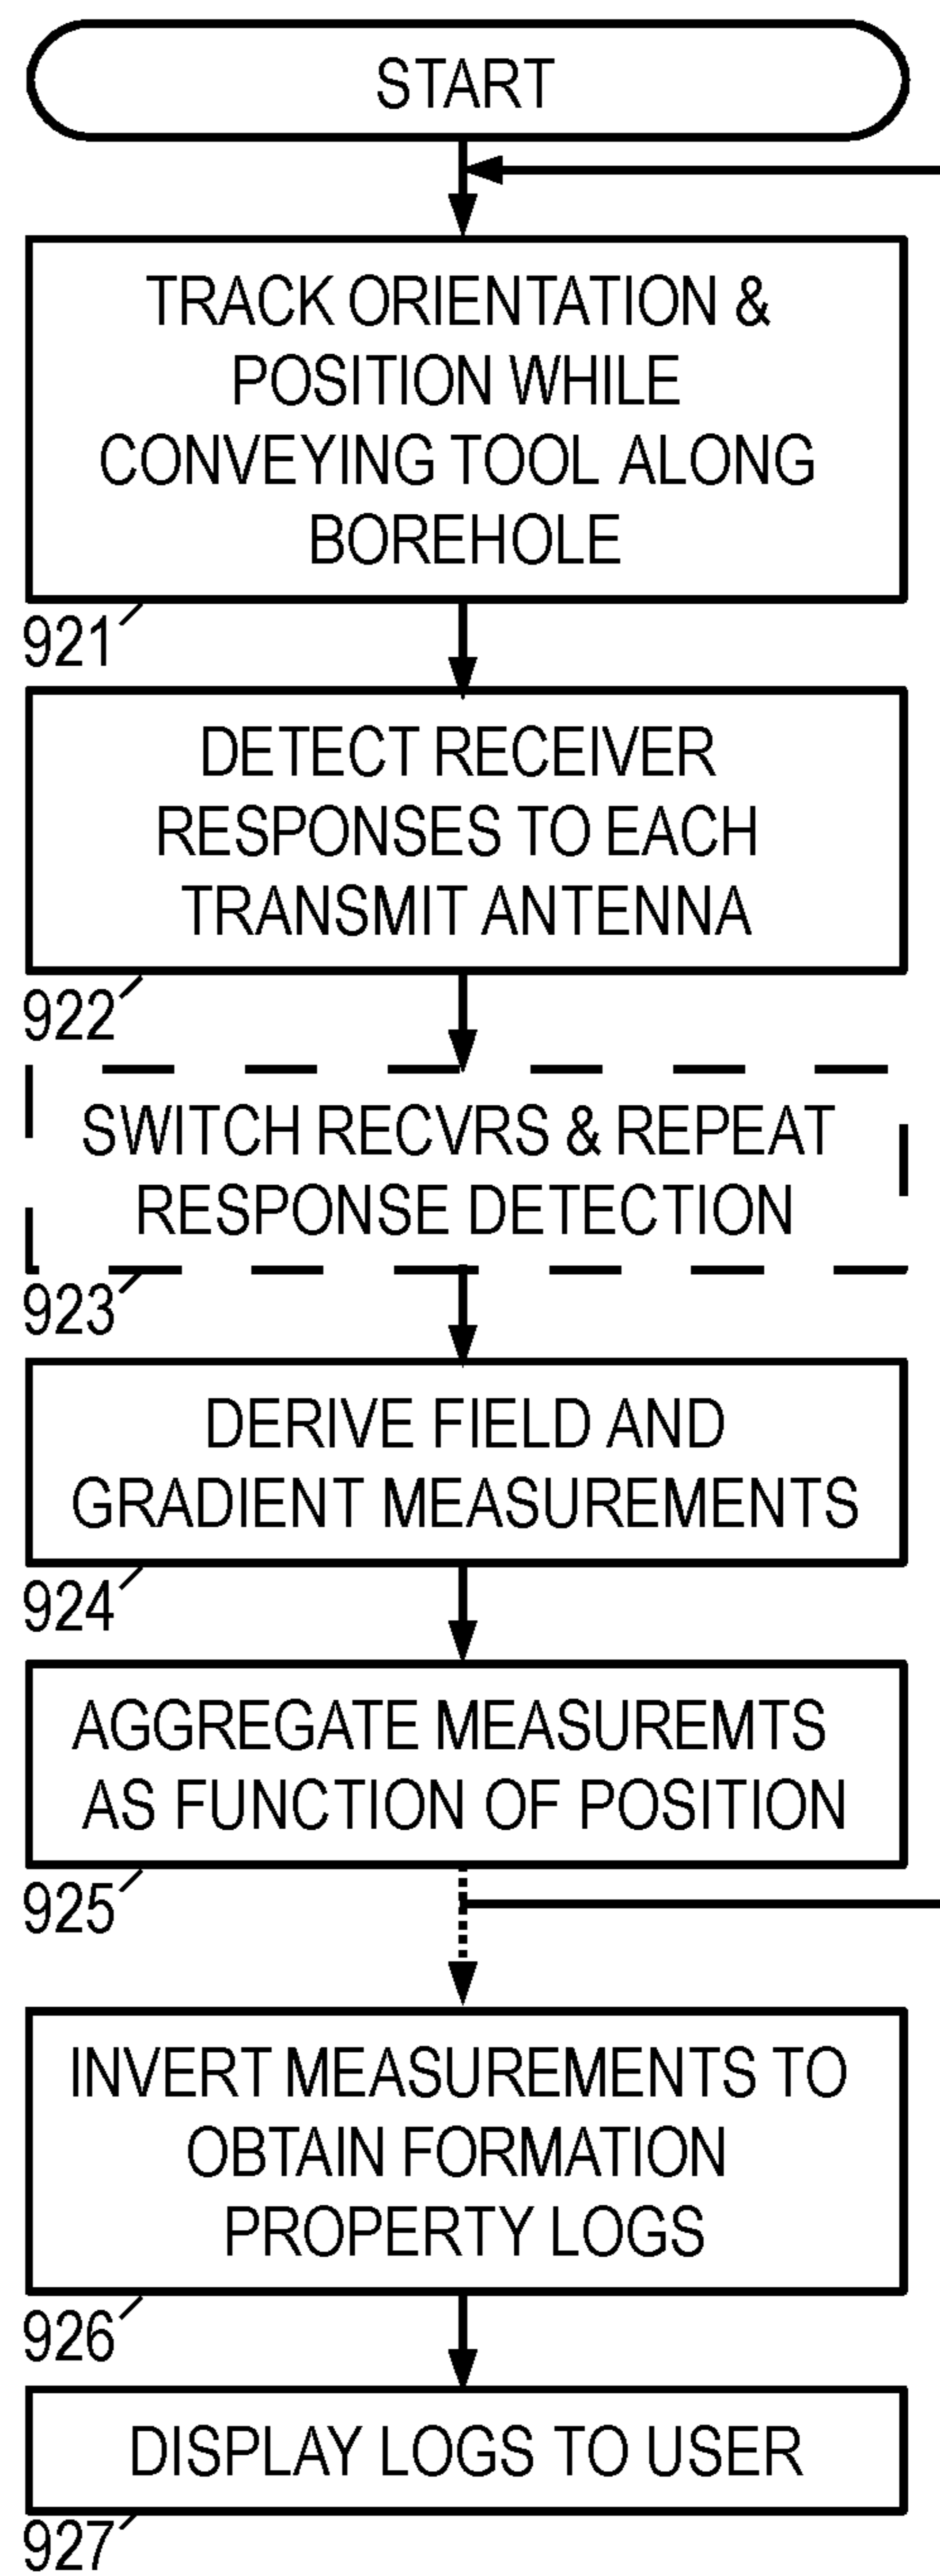 START
TRACK ORIENTATION &
POSITION WHILE
CONVEYING TOOL ALONG
BOREHOLE
921
DETECT RECEIVER
RESPONSES TO EACH
TRANSMIT ANTENNA
922
SWITCH RECVRS & REPEAT
RESPONSE DETECTION
923
DERIVE FIELD AND
GRADIENT MEASUREMENTS
924
AGGREGATE MEASUREMTS
AS FUNCTION OF POSITION
925
INVERT MEASUREMENTS TO
OBTAIN FORMATION
PROPERTY LOGS
926
DISPLAY LOGS TO USER
927